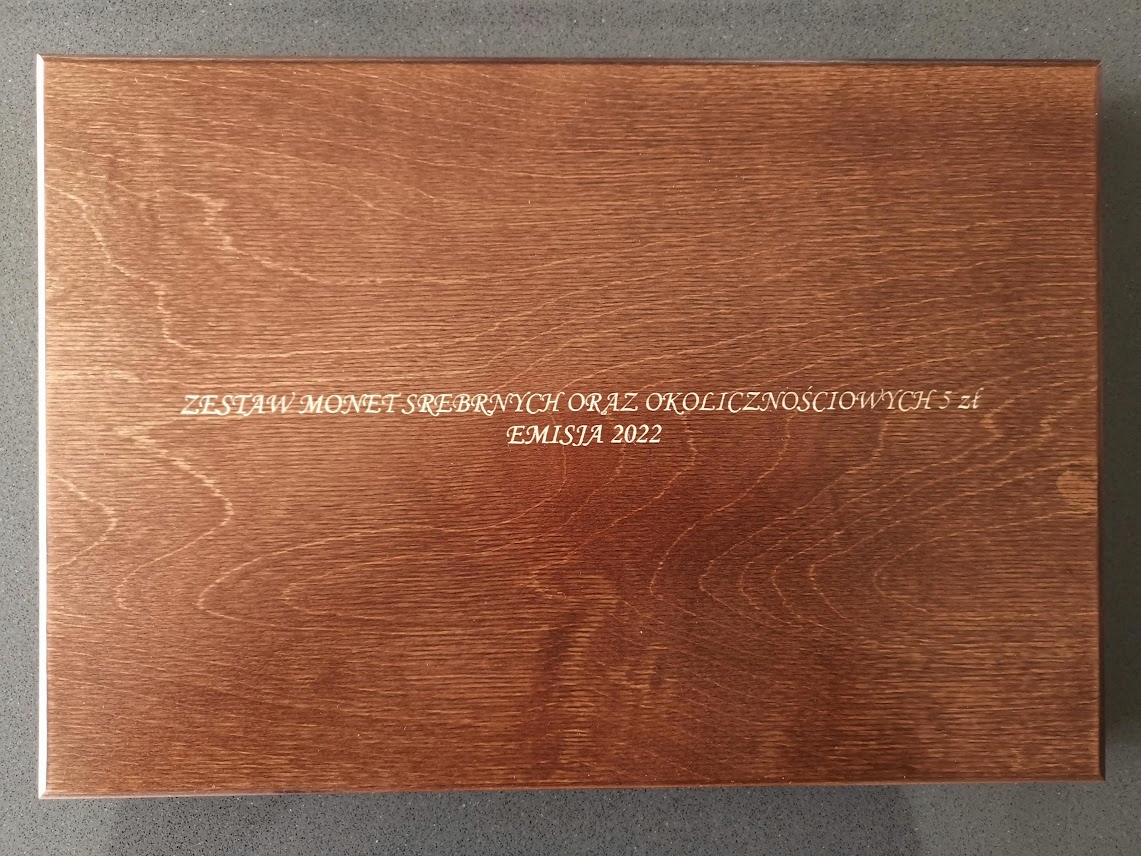 ZESTAW MONET SREBRNYCH ORAZ OKOLICZNOŚCIOWYCH 5 zł
EMISJA 2022